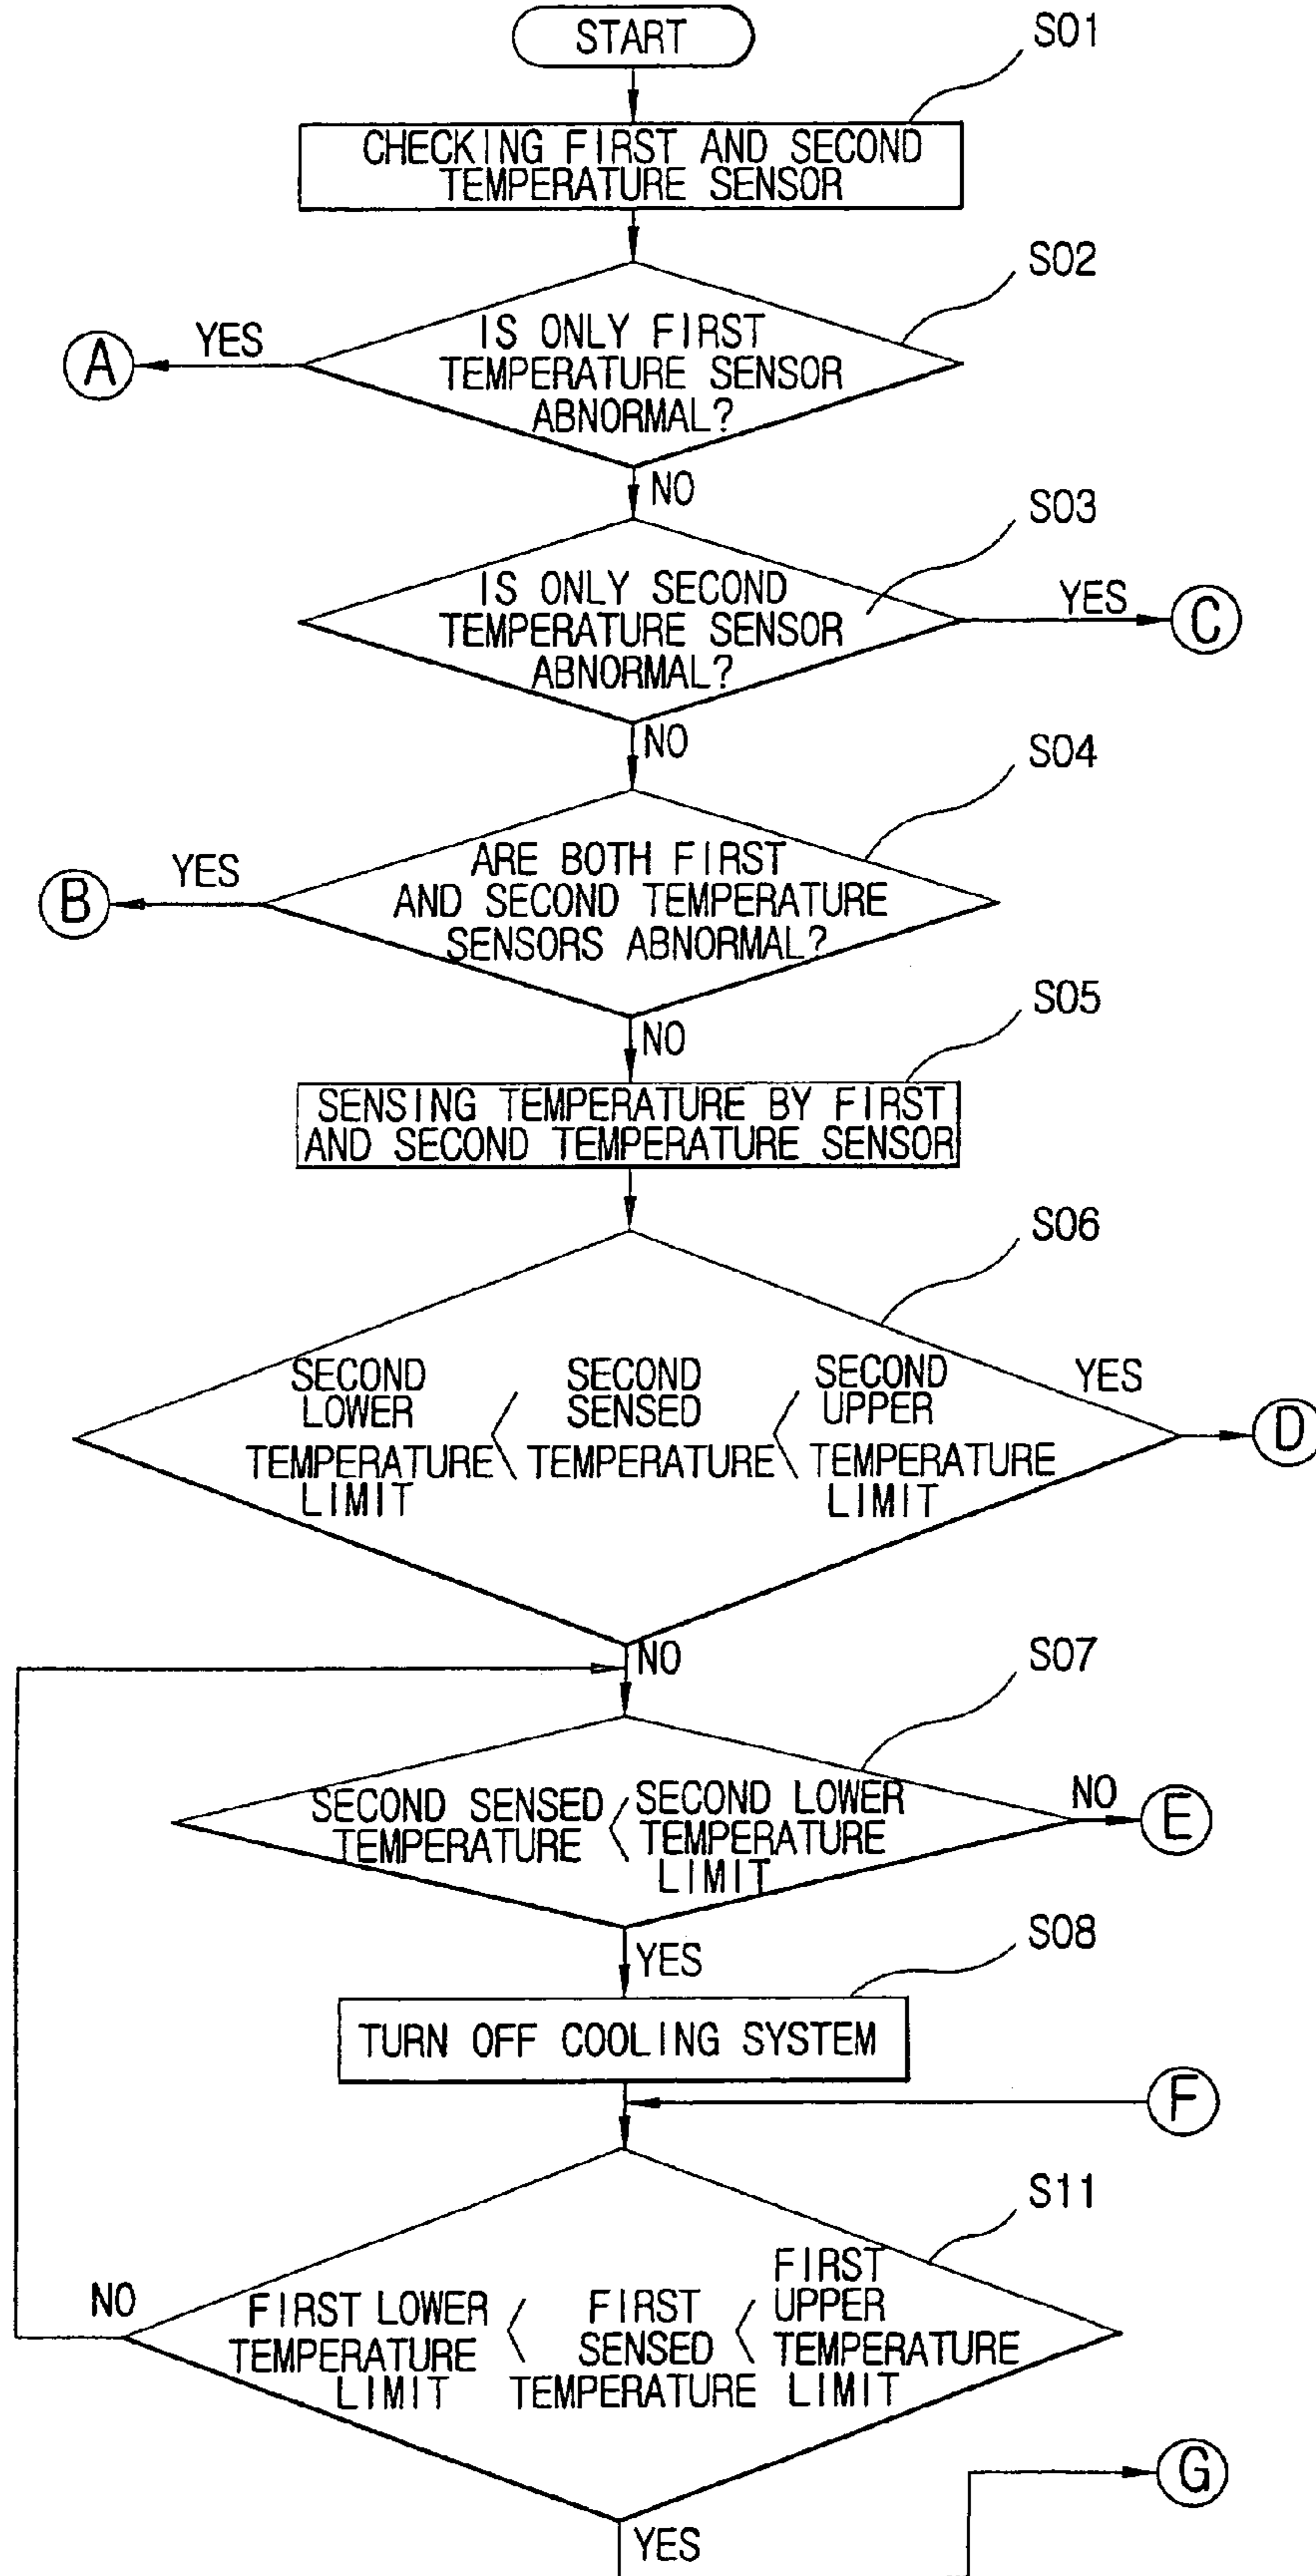 START
S01
CHECKING FIRST AND SECOND
TEMPERATURE SENSOR
S02
IS ONLY FIRST
TEMPERATURE SENSOR
ABNORMAL?
YES
A
NO
S03
IS ONLY SECOND
TEMPERATURE SENSOR
ABNORMAL?
YES
C
NO
S04
ARE BOTH FIRST
AND SECOND TEMPERATURE
SENSORS ABNORMAL?
YES
B
NO
S05
SENSING TEMPERATURE BY FIRST
AND SECOND TEMPERATURE SENSOR
S06
SECOND
LOWER
TEMPERATURE
LIMIT
<
SECOND
SENSED
TEMPERATURE
<
SECOND
UPPER
TEMPERATURE
LIMIT
YES
D
NO
S07
SECOND SENSED
TEMPERATURE
<
SECOND LOWER
TEMPERATURE
LIMIT
NO
E
YES
S08
TURN OFF COOLING SYSTEM
F
S11
FIRST LOWER
TEMPERATURE
LIMIT
<
FIRST
SENSED
TEMPERATURE
<
FIRST
UPPER
TEMPERATURE
LIMIT
NO
G
YES